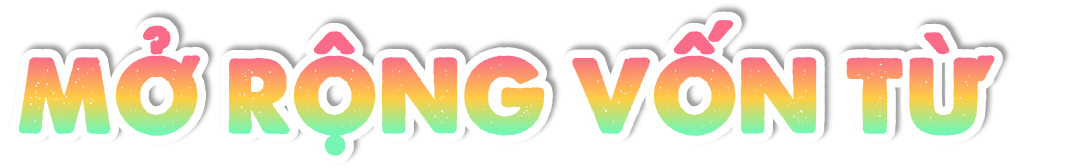 MỞ RỘNG VỐN TỪ